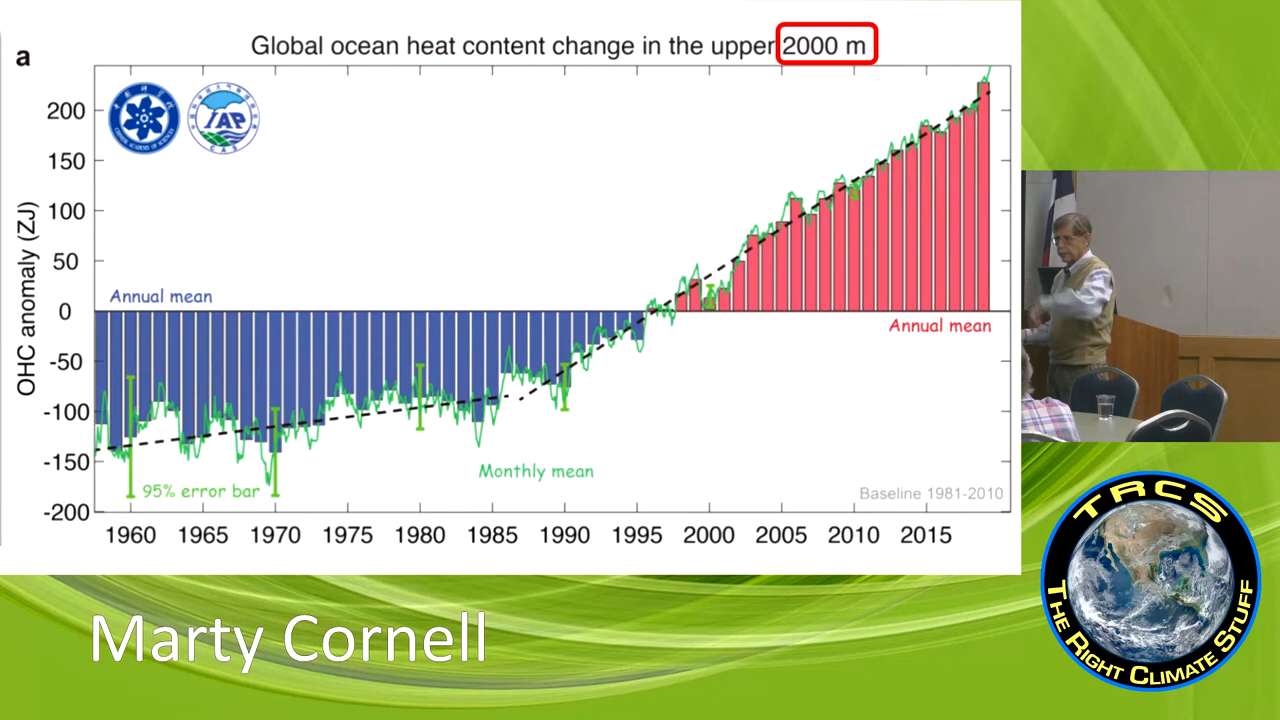 a
Global ocean heat content change in the upper 2000 m
IAP
CAS
OHC anomaly (ZJ)
200
150
100
50
0
-50
-100
-150
-200
Annual mean
Annual mean
Monthly mean
95% error bar
Baseline 1981-2010
1960 1965 1970 1975 1980 1985 1990 1995 2000 2005 2010 2015
Marty Cornell
TRCS
THE RIGHT CLIMATE STUFF